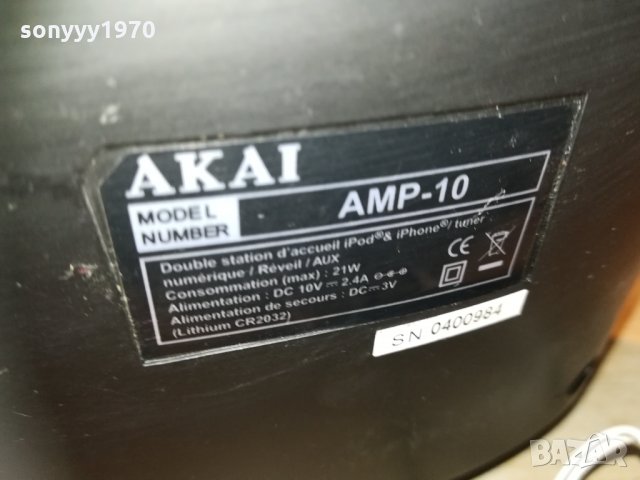 sonyyy1970
AKAI
MODEL NUMBER AMP-10
Double station d'accueil iPod® & iPhone®/ tuner
numérique / Réveil / AUX
Consommation (max) : 21W
Alimentation : DC 10V ⎓ 2.4A
Alimentation de secours : DC ⎓ 3V
(Lithium CR2032)
CE
SN 0400984
BAZAR